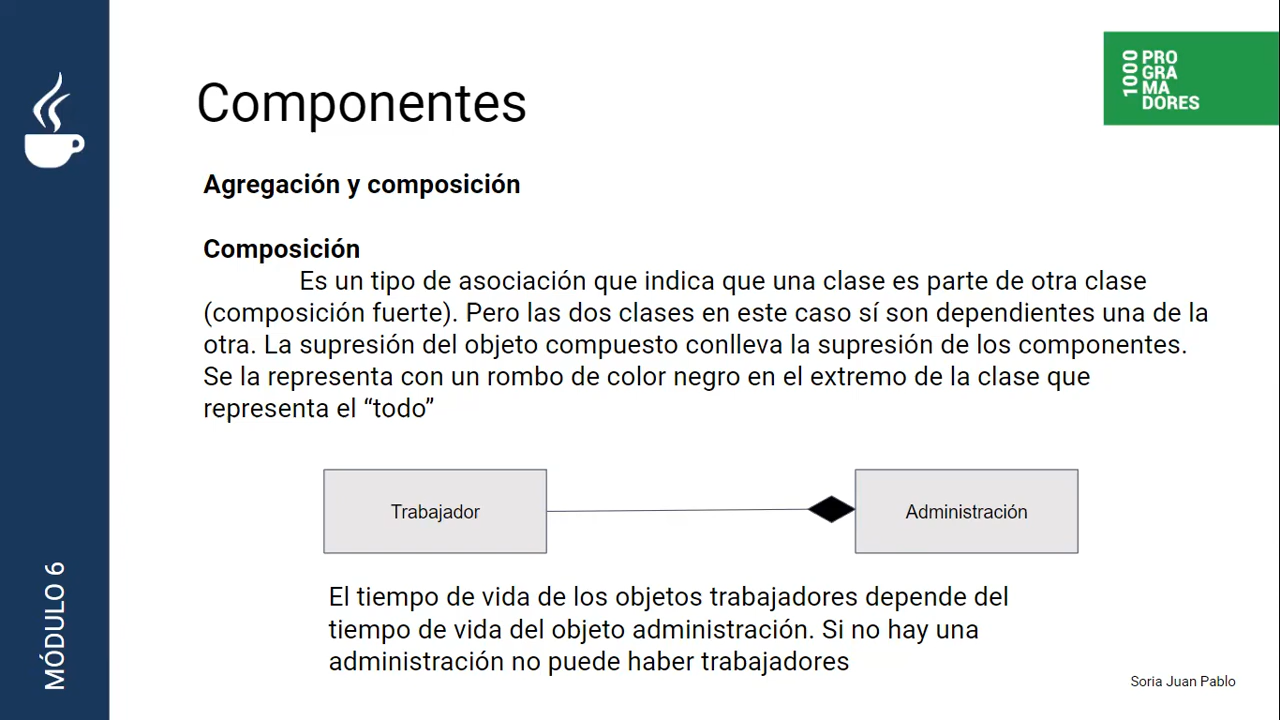 Componentes
1000
PRO
GRA
MA
DORES
Agregación y composición
Composición
Es un tipo de asociación que indica que una clase es parte de otra clase
(composición fuerte). Pero las dos clases en este caso sí son dependientes una de la
otra. La supresión del objeto compuesto conlleva la supresión de los componentes.
Se la representa con un rombo de color negro en el extremo de la clase que
representa el “todo”
Trabajador
Administración
El tiempo de vida de los objetos trabajadores depende del
tiempo de vida del objeto administración. Si no hay una
administración no puede haber trabajadores
MÓDULO 6
Soria Juan Pablo